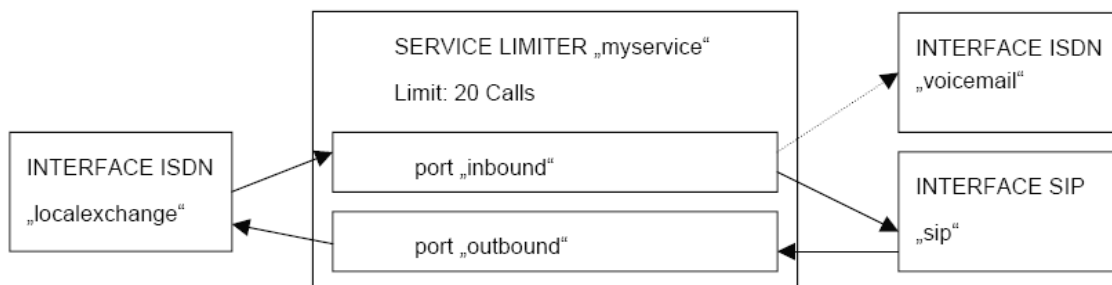 SERVICE LIMITER „myservice“
Limit: 20 Calls
INTERFACE ISDN
„localexchange“
port „inbound“
port „outbound“
INTERFACE ISDN
„voicemail“
INTERFACE SIP
„sip“